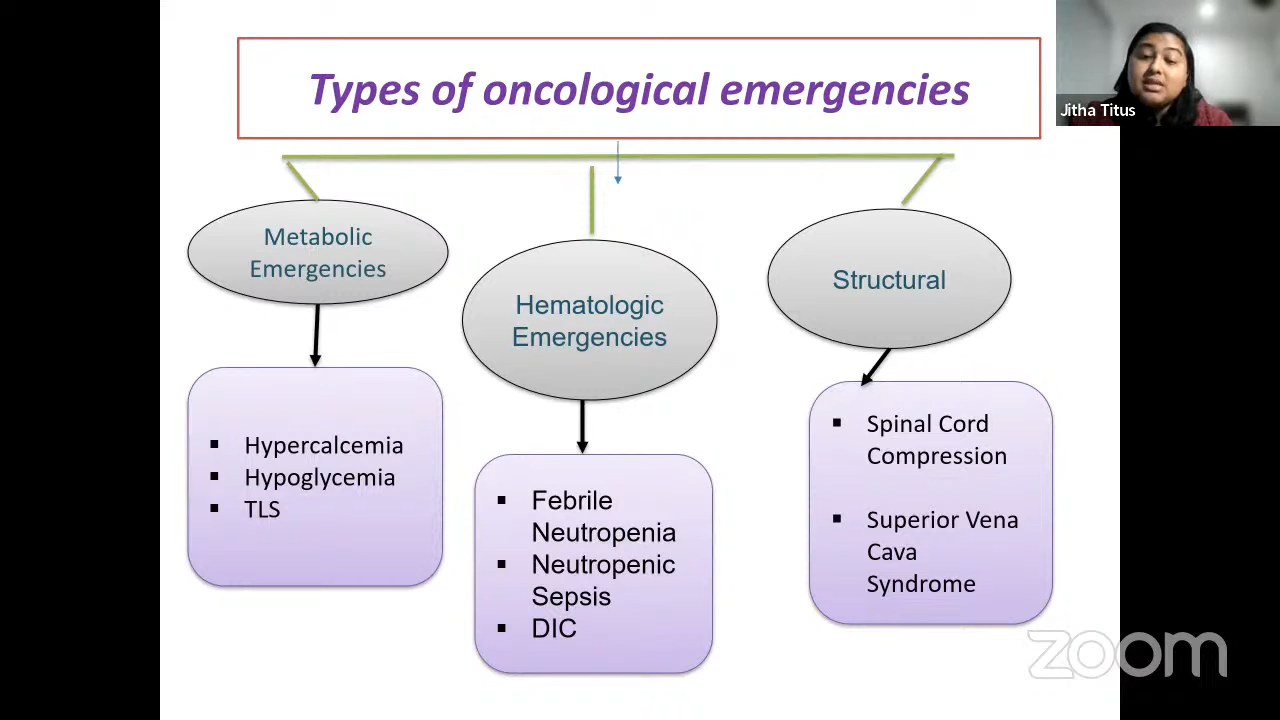 Types of oncological emergencies
Jitha Titus
Metabolic
Emergencies
Hematologic
Emergencies
Structural
▪ Hypercalcemia
▪ Hypoglycemia
▪ TLS
▪ Febrile
Neutropenia
▪ Neutropenic
Sepsis
▪ DIC
▪ Spinal Cord
Compression
▪ Superior Vena
Cava
Syndrome
zoom